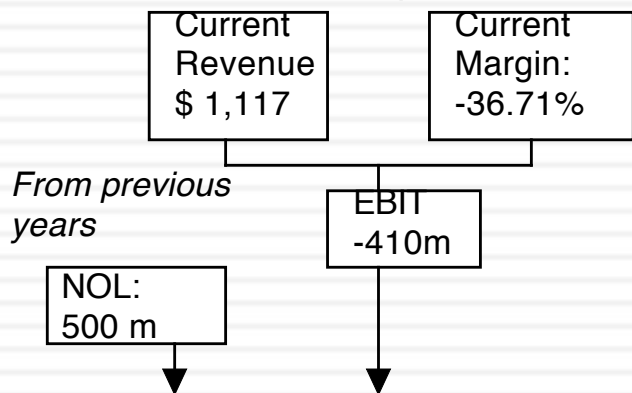 Current
Revenue
$ 1,117
Current
Margin:
-36.71%
From previous
years
EBIT
-410m
NOL:
500 m